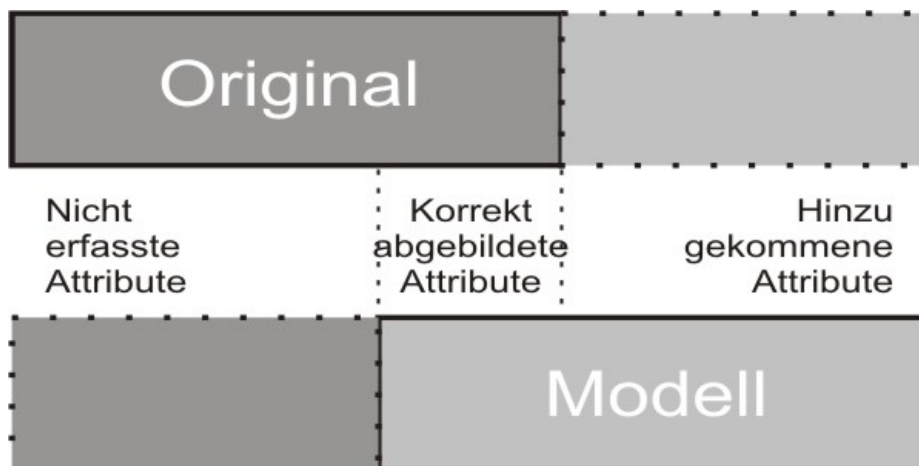 Original
Nicht
erfasste
Attribute
Korrekt
abgebildete
Attribute
Hinzu
gekommene
Attribute
Modell